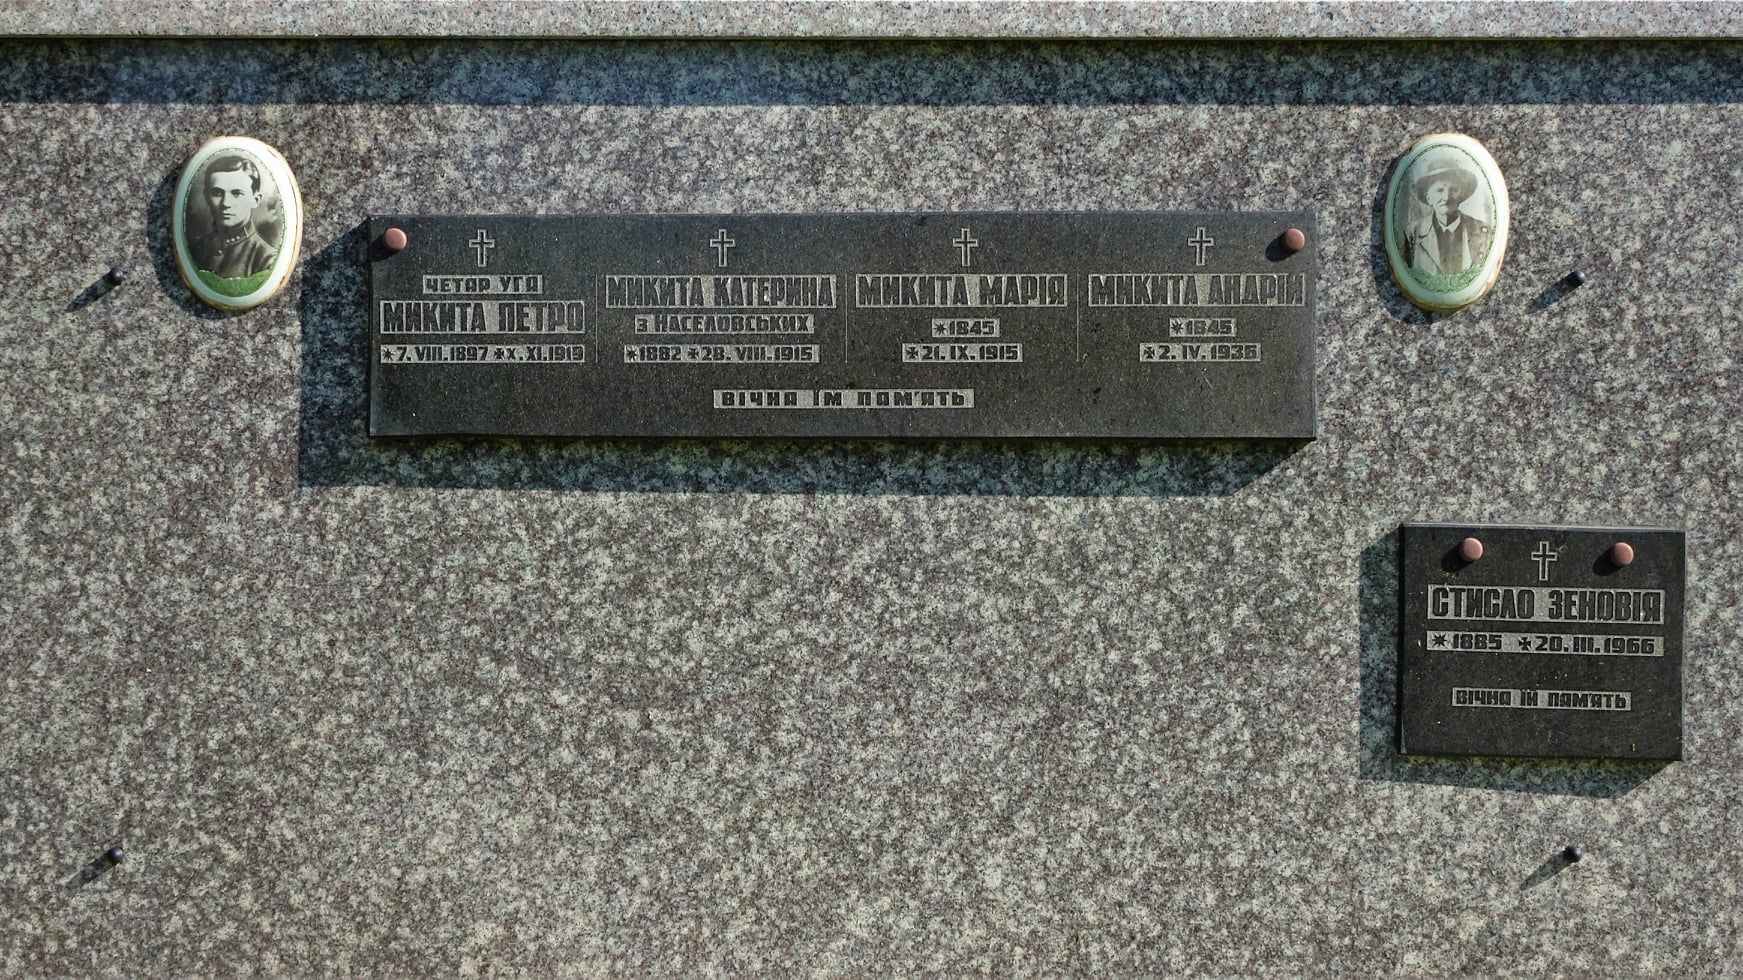 ЧЕТАР УГА
МИКИТА ПЕТРО
*7.VIII.1897 ✠X.XI.1919
МИКИТА КАТЕРИНА
З НАСЕЛОВСЬКИХ
*1882 ✠28.VIII.1915
МИКИТА МАРІЯ
*1845
✠21.IX.1915
МИКИТА АНДРІЙ
*1845
✠2.IV.1936
ВІЧНА ЇМ ПАМ'ЯТЬ
СТИСЛО ЗЕНОВІЯ
*1885 ✠20.III.1966
ВІЧНА ЇЙ ПАМ'ЯТЬ